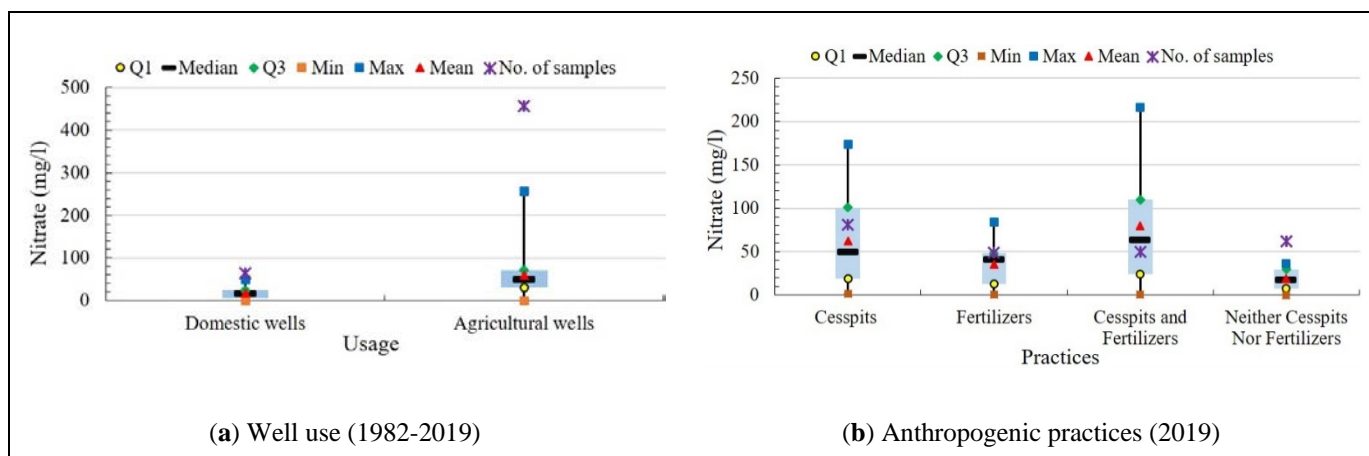 Q1 Median Q3 Min Max Mean No. of samples
500
400
300
200
100
0
Nitrate (mg/l)
Domestic wells Agricultural wells
Usage
(a) Well use (1982-2019)
Q1 Median Q3 Min Max Mean No. of samples
250
200
150
100
50
0
Nitrate (mg/l)
Cesspits Fertilizers Cesspits and Neither Cesspits
Fertilizers Nor Fertilizers
Practices
(b) Anthropogenic practices (2019)